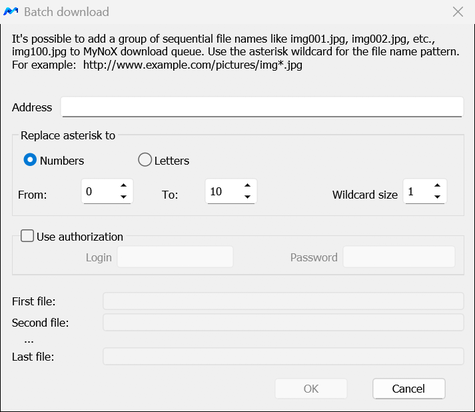 Batch download
It's possible to add a group of sequential file names like img001.jpg, img002.jpg, etc.,
img100.jpg to MyNoX download queue. Use the asterisk wildcard for the file name pattern.
For example: http://www.example.com/pictures/img*.jpg
Address
Replace asterisk to
Numbers Letters
From: 0 To: 10 Wildcard size 1
Use authorization
Login Password
First file:
Second file:
...
Last file:
OK Cancel